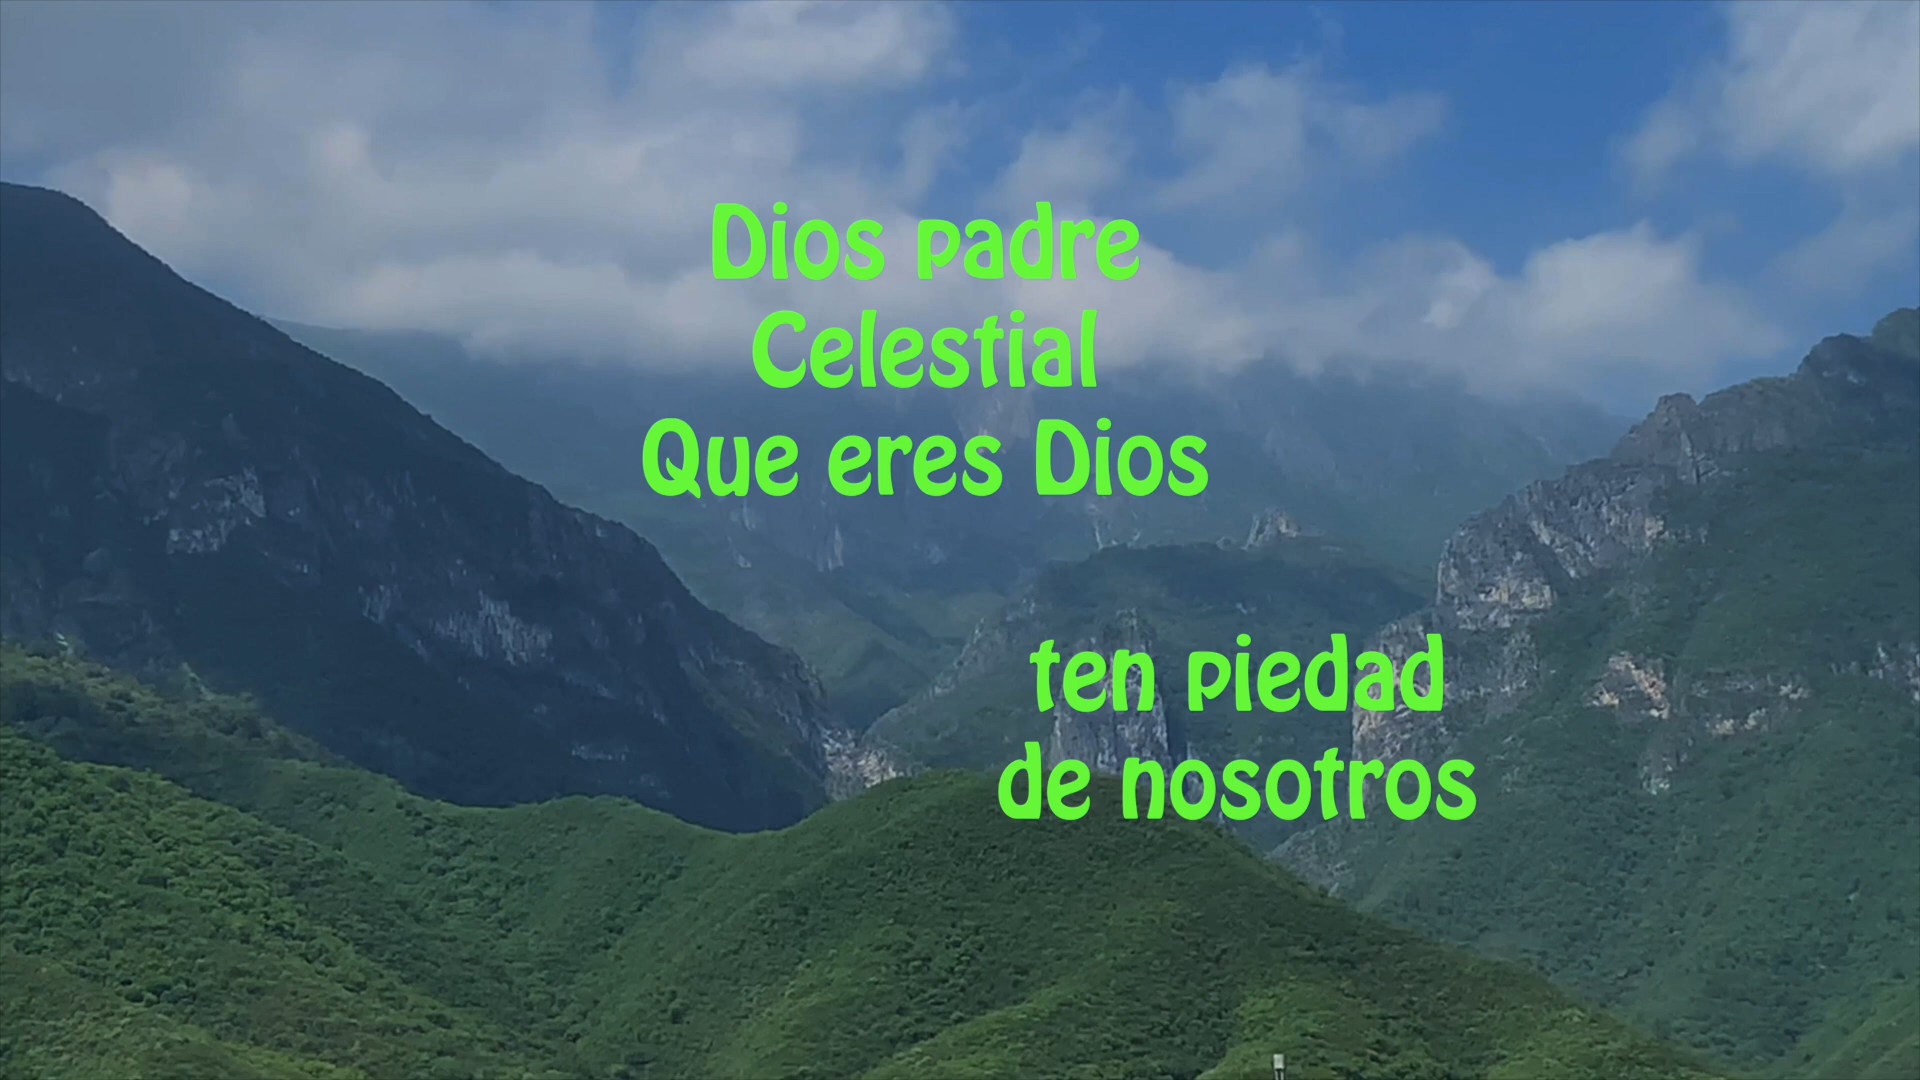 Dios padre
Celestial
Que eres Dios
ten piedad
de nosotros